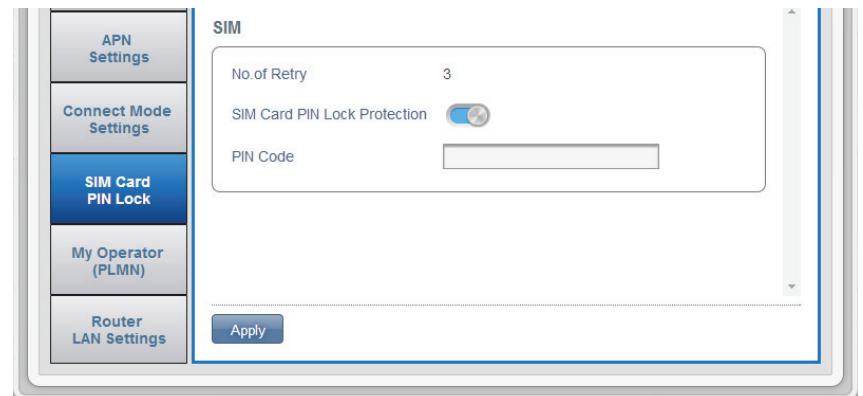 APN
Settings
Connect Mode
Settings
SIM Card
PIN Lock
My Operator
(PLMN)
Router
LAN Settings
SIM
No.of Retry 3
SIM Card PIN Lock Protection
PIN Code
Apply